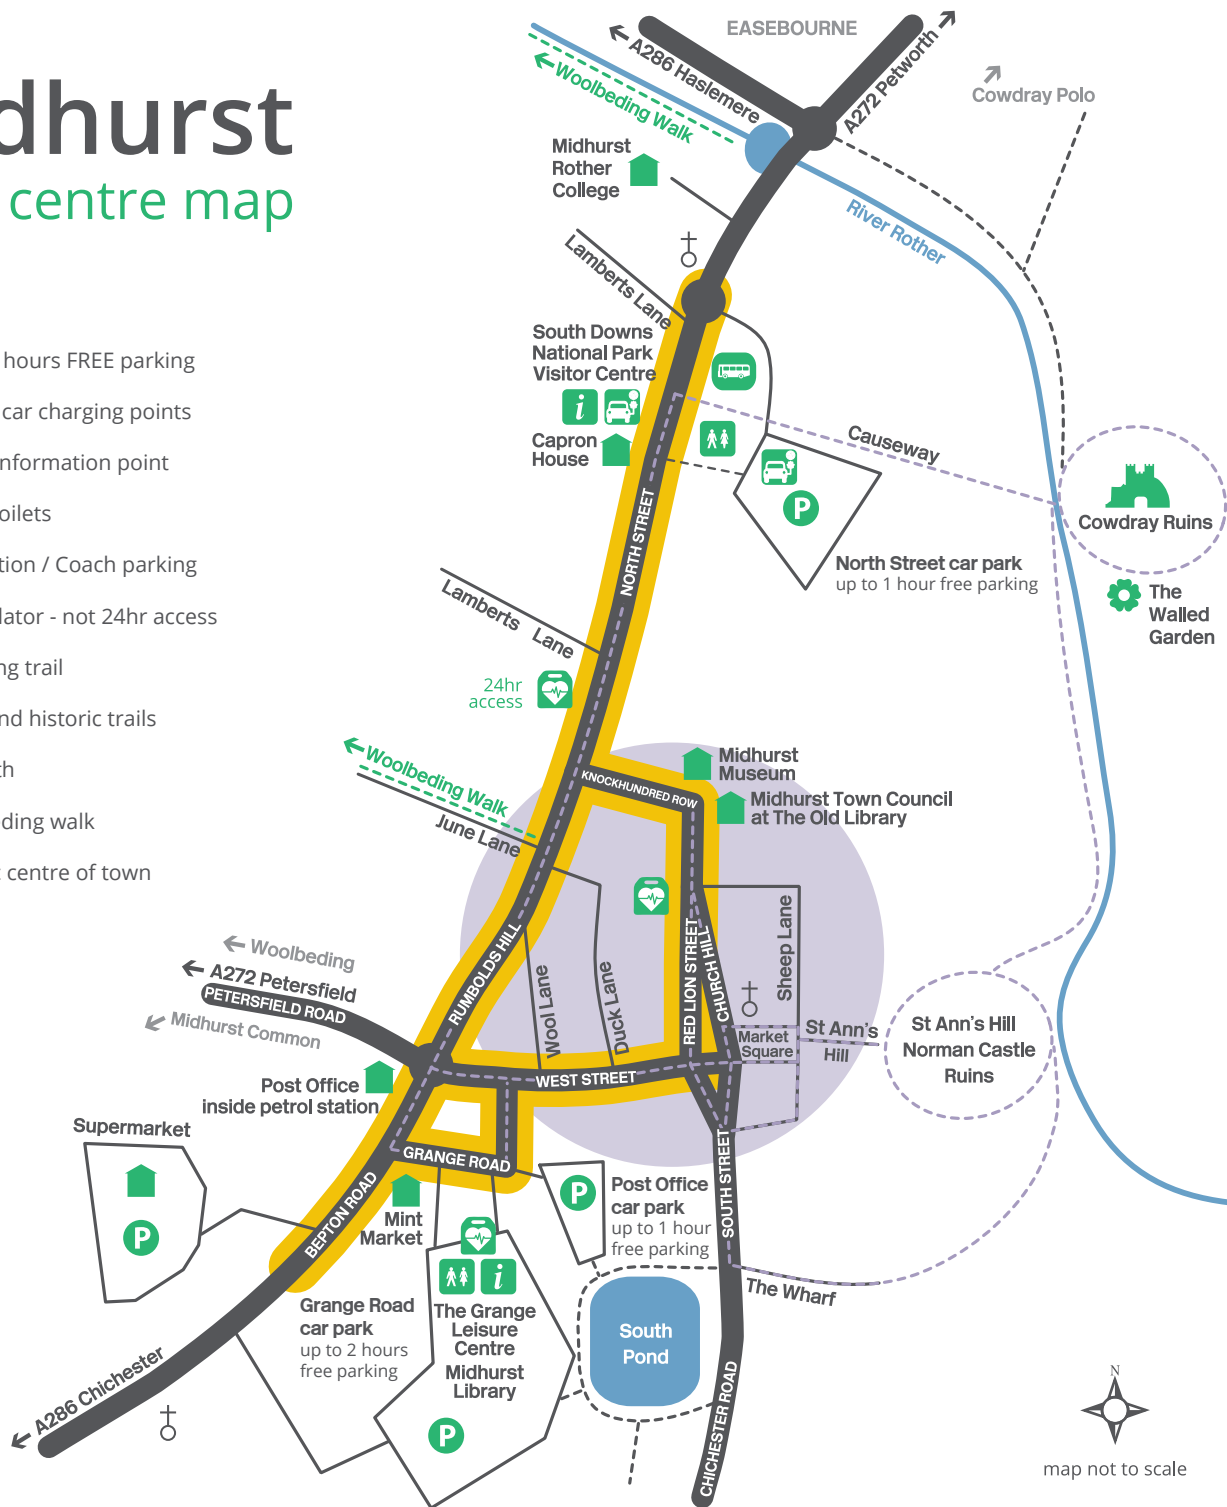 dhurst
centre map
hours FREE parking
car charging points
nformation point
oilets
tion / Coach parking
lator - not 24hr access
ng trail
nd historic trails
th
ding walk
c centre of town
EASEBOURNE
A286 Haslemere
A272 Petworth
Woolbeding Walk
Cowdray Polo
Midhurst
Rother
College
River Rother
Lamberts Lane
South Downs
National Park
Visitor Centre
i
Capron
House
Causeway
P
NORTH STREET
North Street car park
up to 1 hour free parking
Cowdray Ruins
The
Walled
Garden
Lamberts Lane
24hr
access
Woolbeding Walk
June Lane
KNOCKHUNDRED ROW
Midhurst
Museum
Midhurst Town Council
at The Old Library
RUMBOLDS HILL
Wool Lane
Duck Lane
RED LION STREET
CHURCH HILL
Sheep Lane
Woolbeding
A272 Petersfield
PETERSFIELD ROAD
Midhurst Common
Market
Square
St Ann's
Hill
St Ann's Hill
Norman Castle
Ruins
WEST STREET
Post Office
inside petrol station
Supermarket
P
GRANGE ROAD
BEPTON ROAD
Mint
Market
P
Post Office
car park
up to 1 hour
free parking
SOUTH STREET
The Wharf
Grange Road
car park
up to 2 hours
free parking
i
The Grange
Leisure
Centre
Midhurst
Library
P
South
Pond
CHICHESTER ROAD
A286 Chichester
N
map not to scale